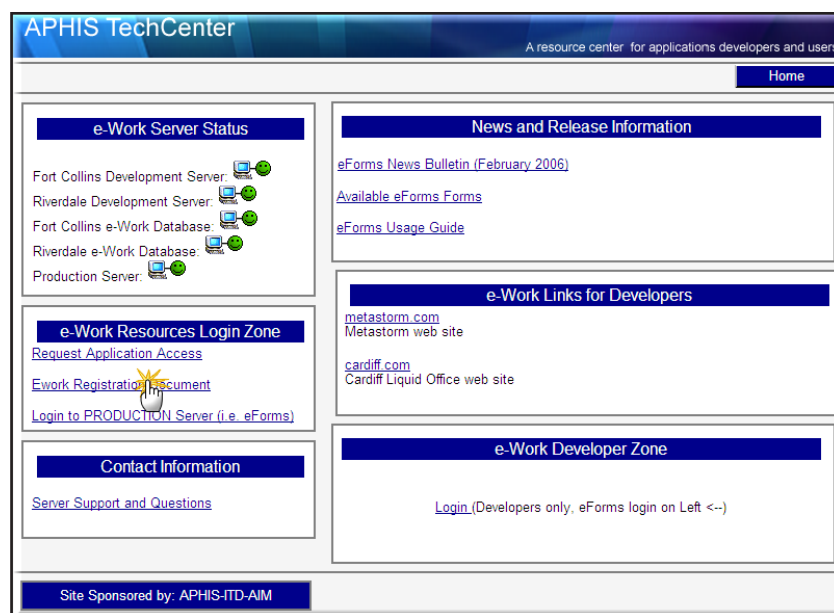 APHIS TechCenter
A resource center for applications developers and users
Home
e-Work Server Status
Fort Collins Development Server:
Riverdale Development Server:
Fort Collins e-Work Database:
Riverdale e-Work Database:
Production Server:
e-Work Resources Login Zone
Request Application Access
Ework Registration Document
Login to PRODUCTION Server (i.e. eForms)
Contact Information
Server Support and Questions
Site Sponsored by: APHIS-ITD-AIM
News and Release Information
eForms News Bulletin (February 2006)
Available eForms Forms
eForms Usage Guide
e-Work Links for Developers
metastorm.com
Metastorm web site
cardiff.com
Cardiff Liquid Office web site
e-Work Developer Zone
Login (Developers only, eForms login on Left <--)